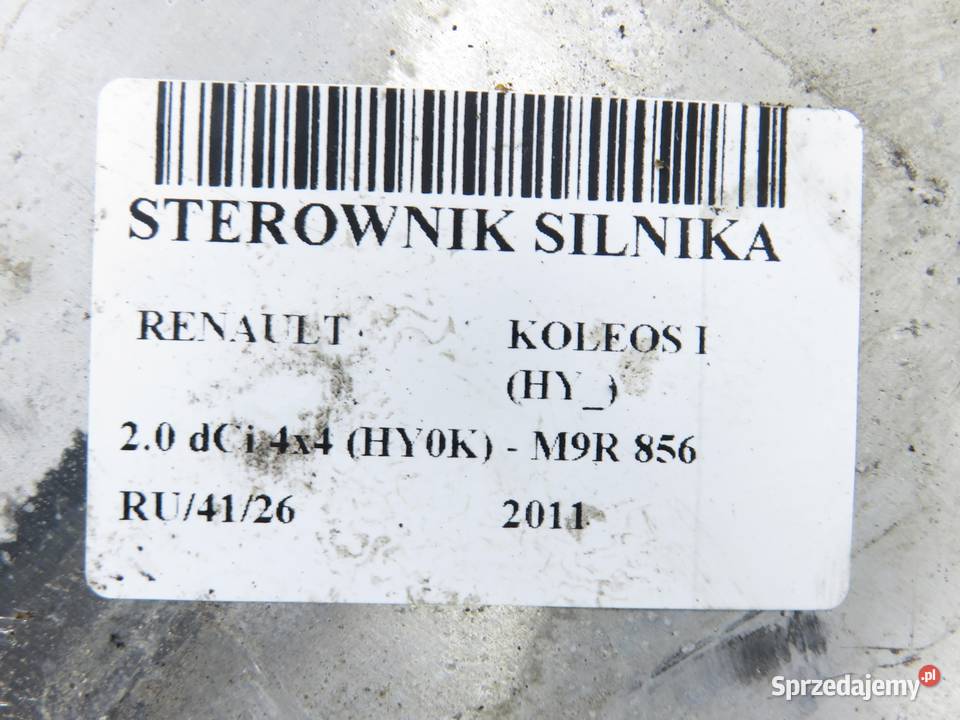 STEROWNIK SILNIKA
RENAULT KOLEOS I
(HY_)
2.0 dCi 4x4 (HY0K) - M9R 856
RU/41/26 2011
Sprzedajemy.pl